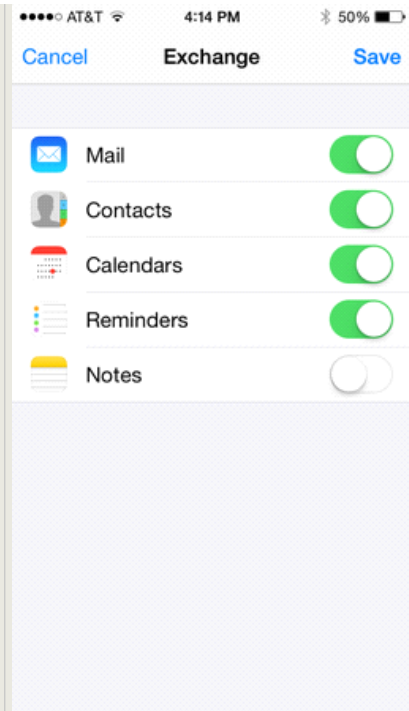 AT&T 4:14 PM 50%
Cancel Exchange Save
Mail
Contacts
Calendars
Reminders
Notes